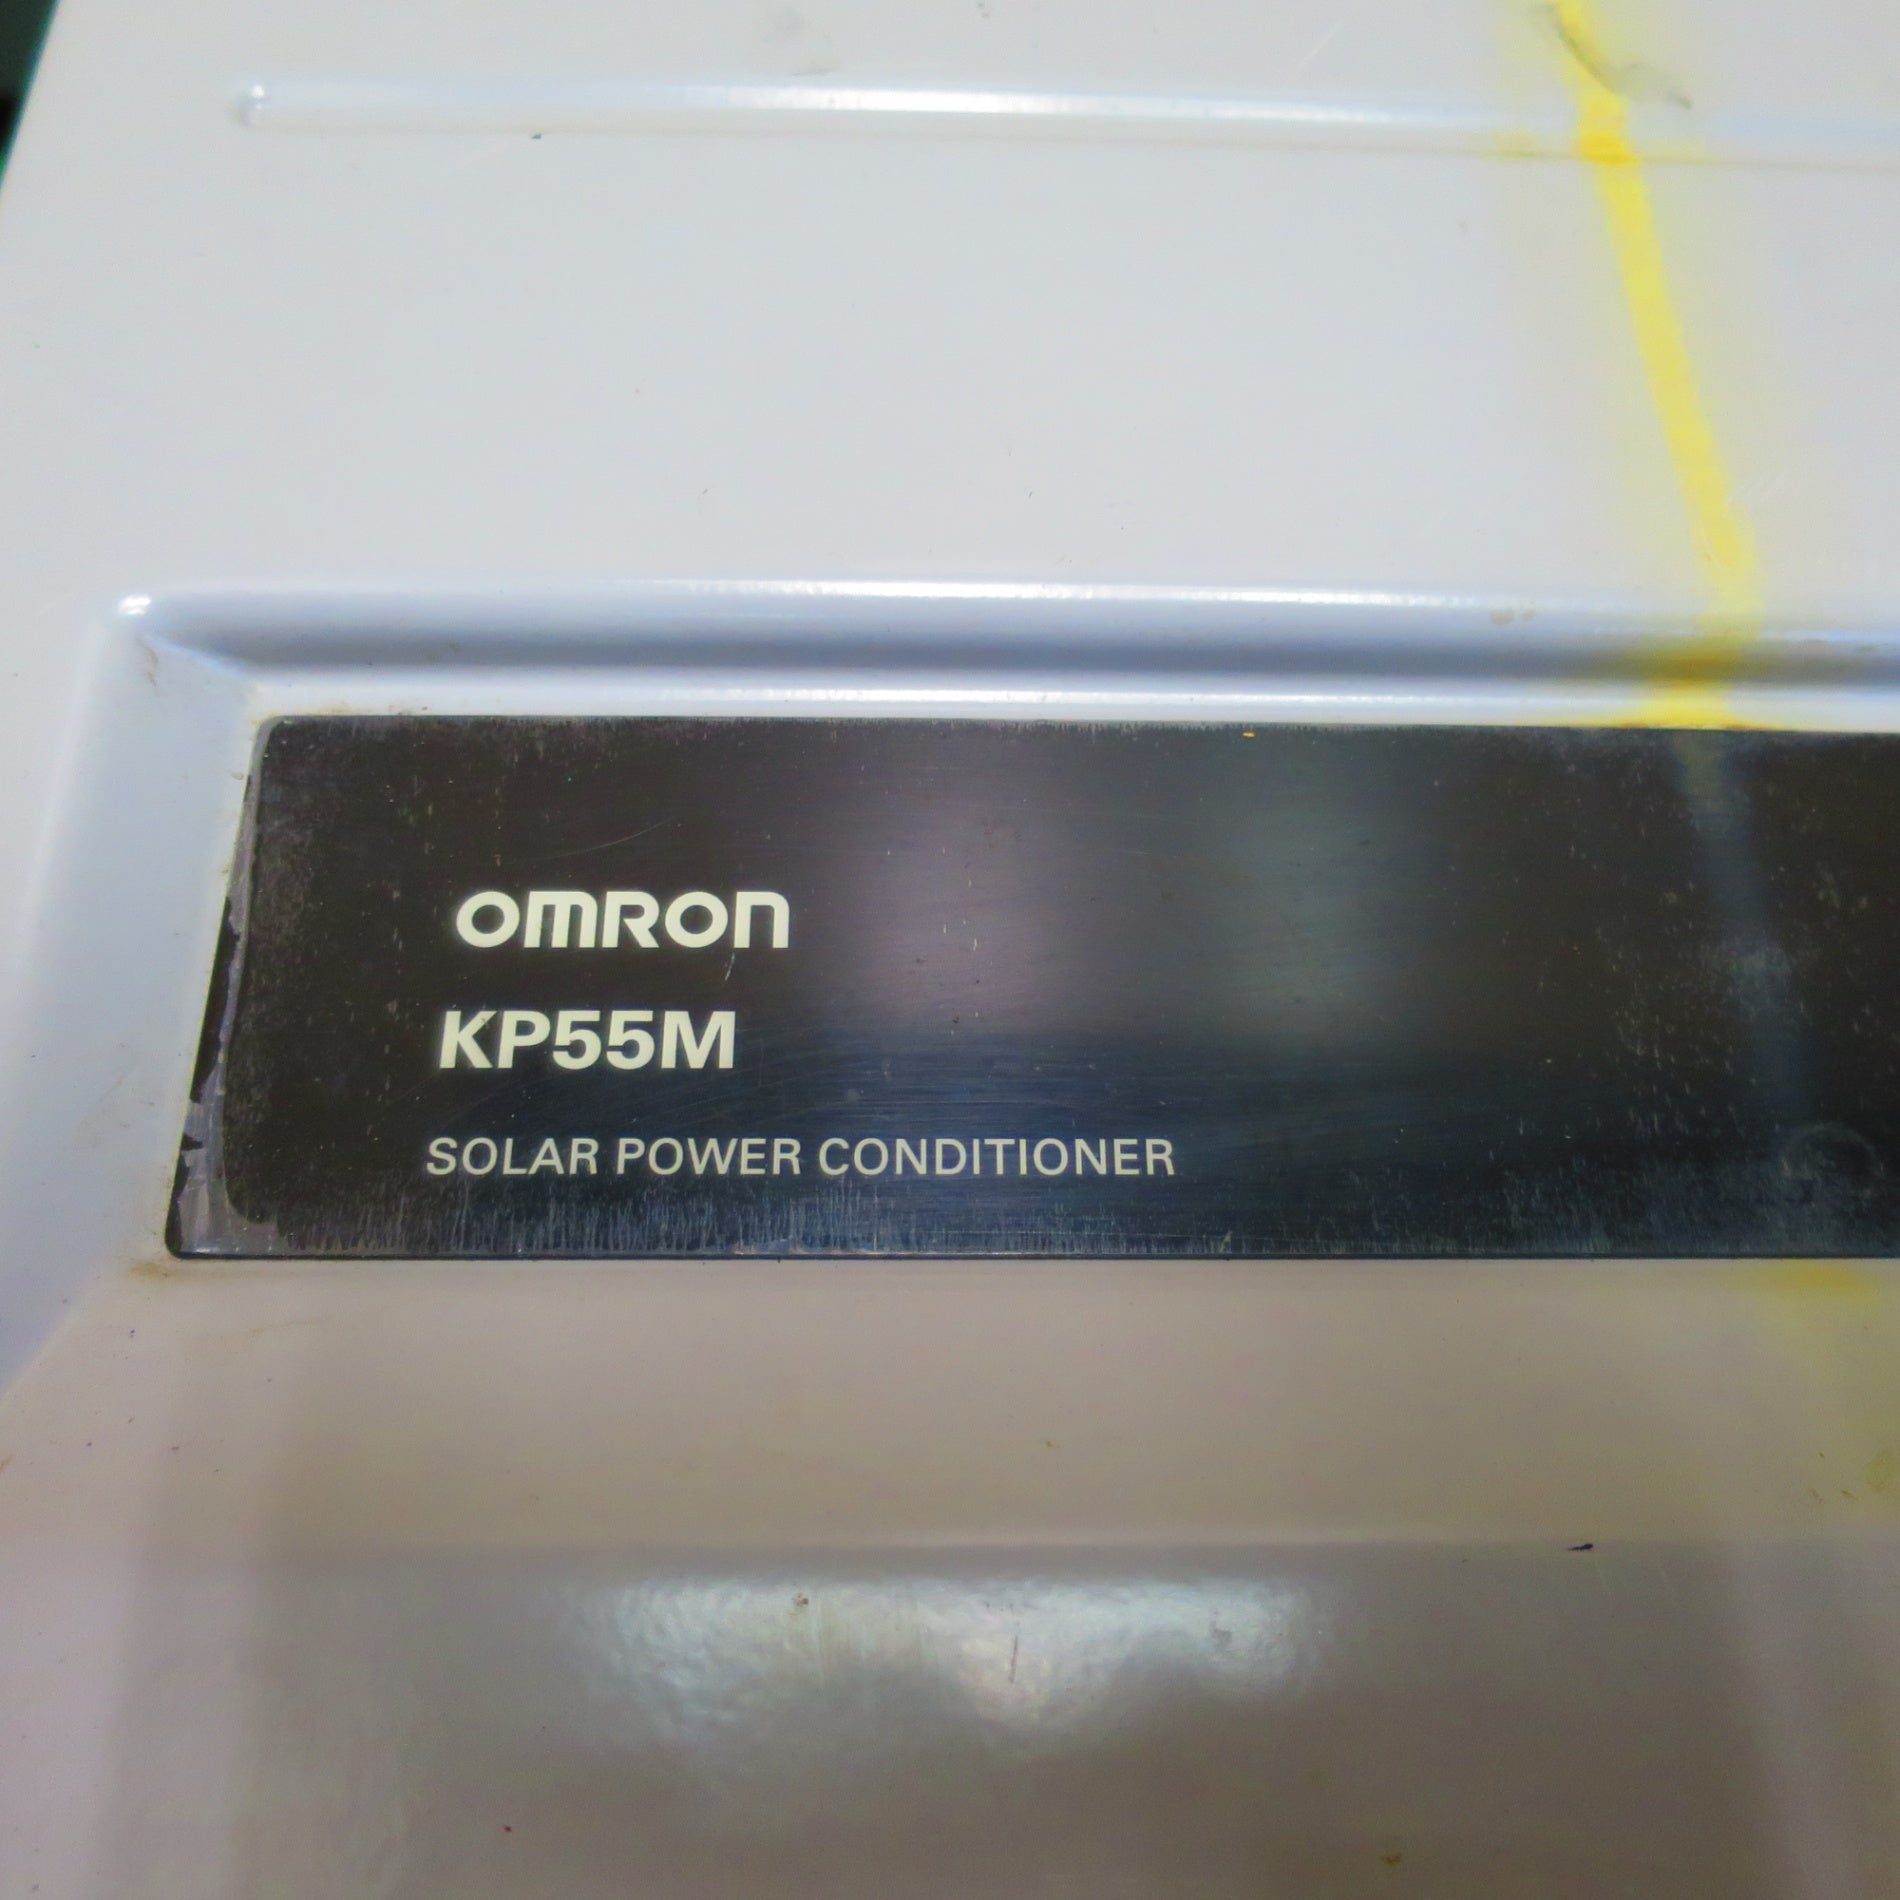 OMRON
KP55M
SOLAR POWER CONDITIONER